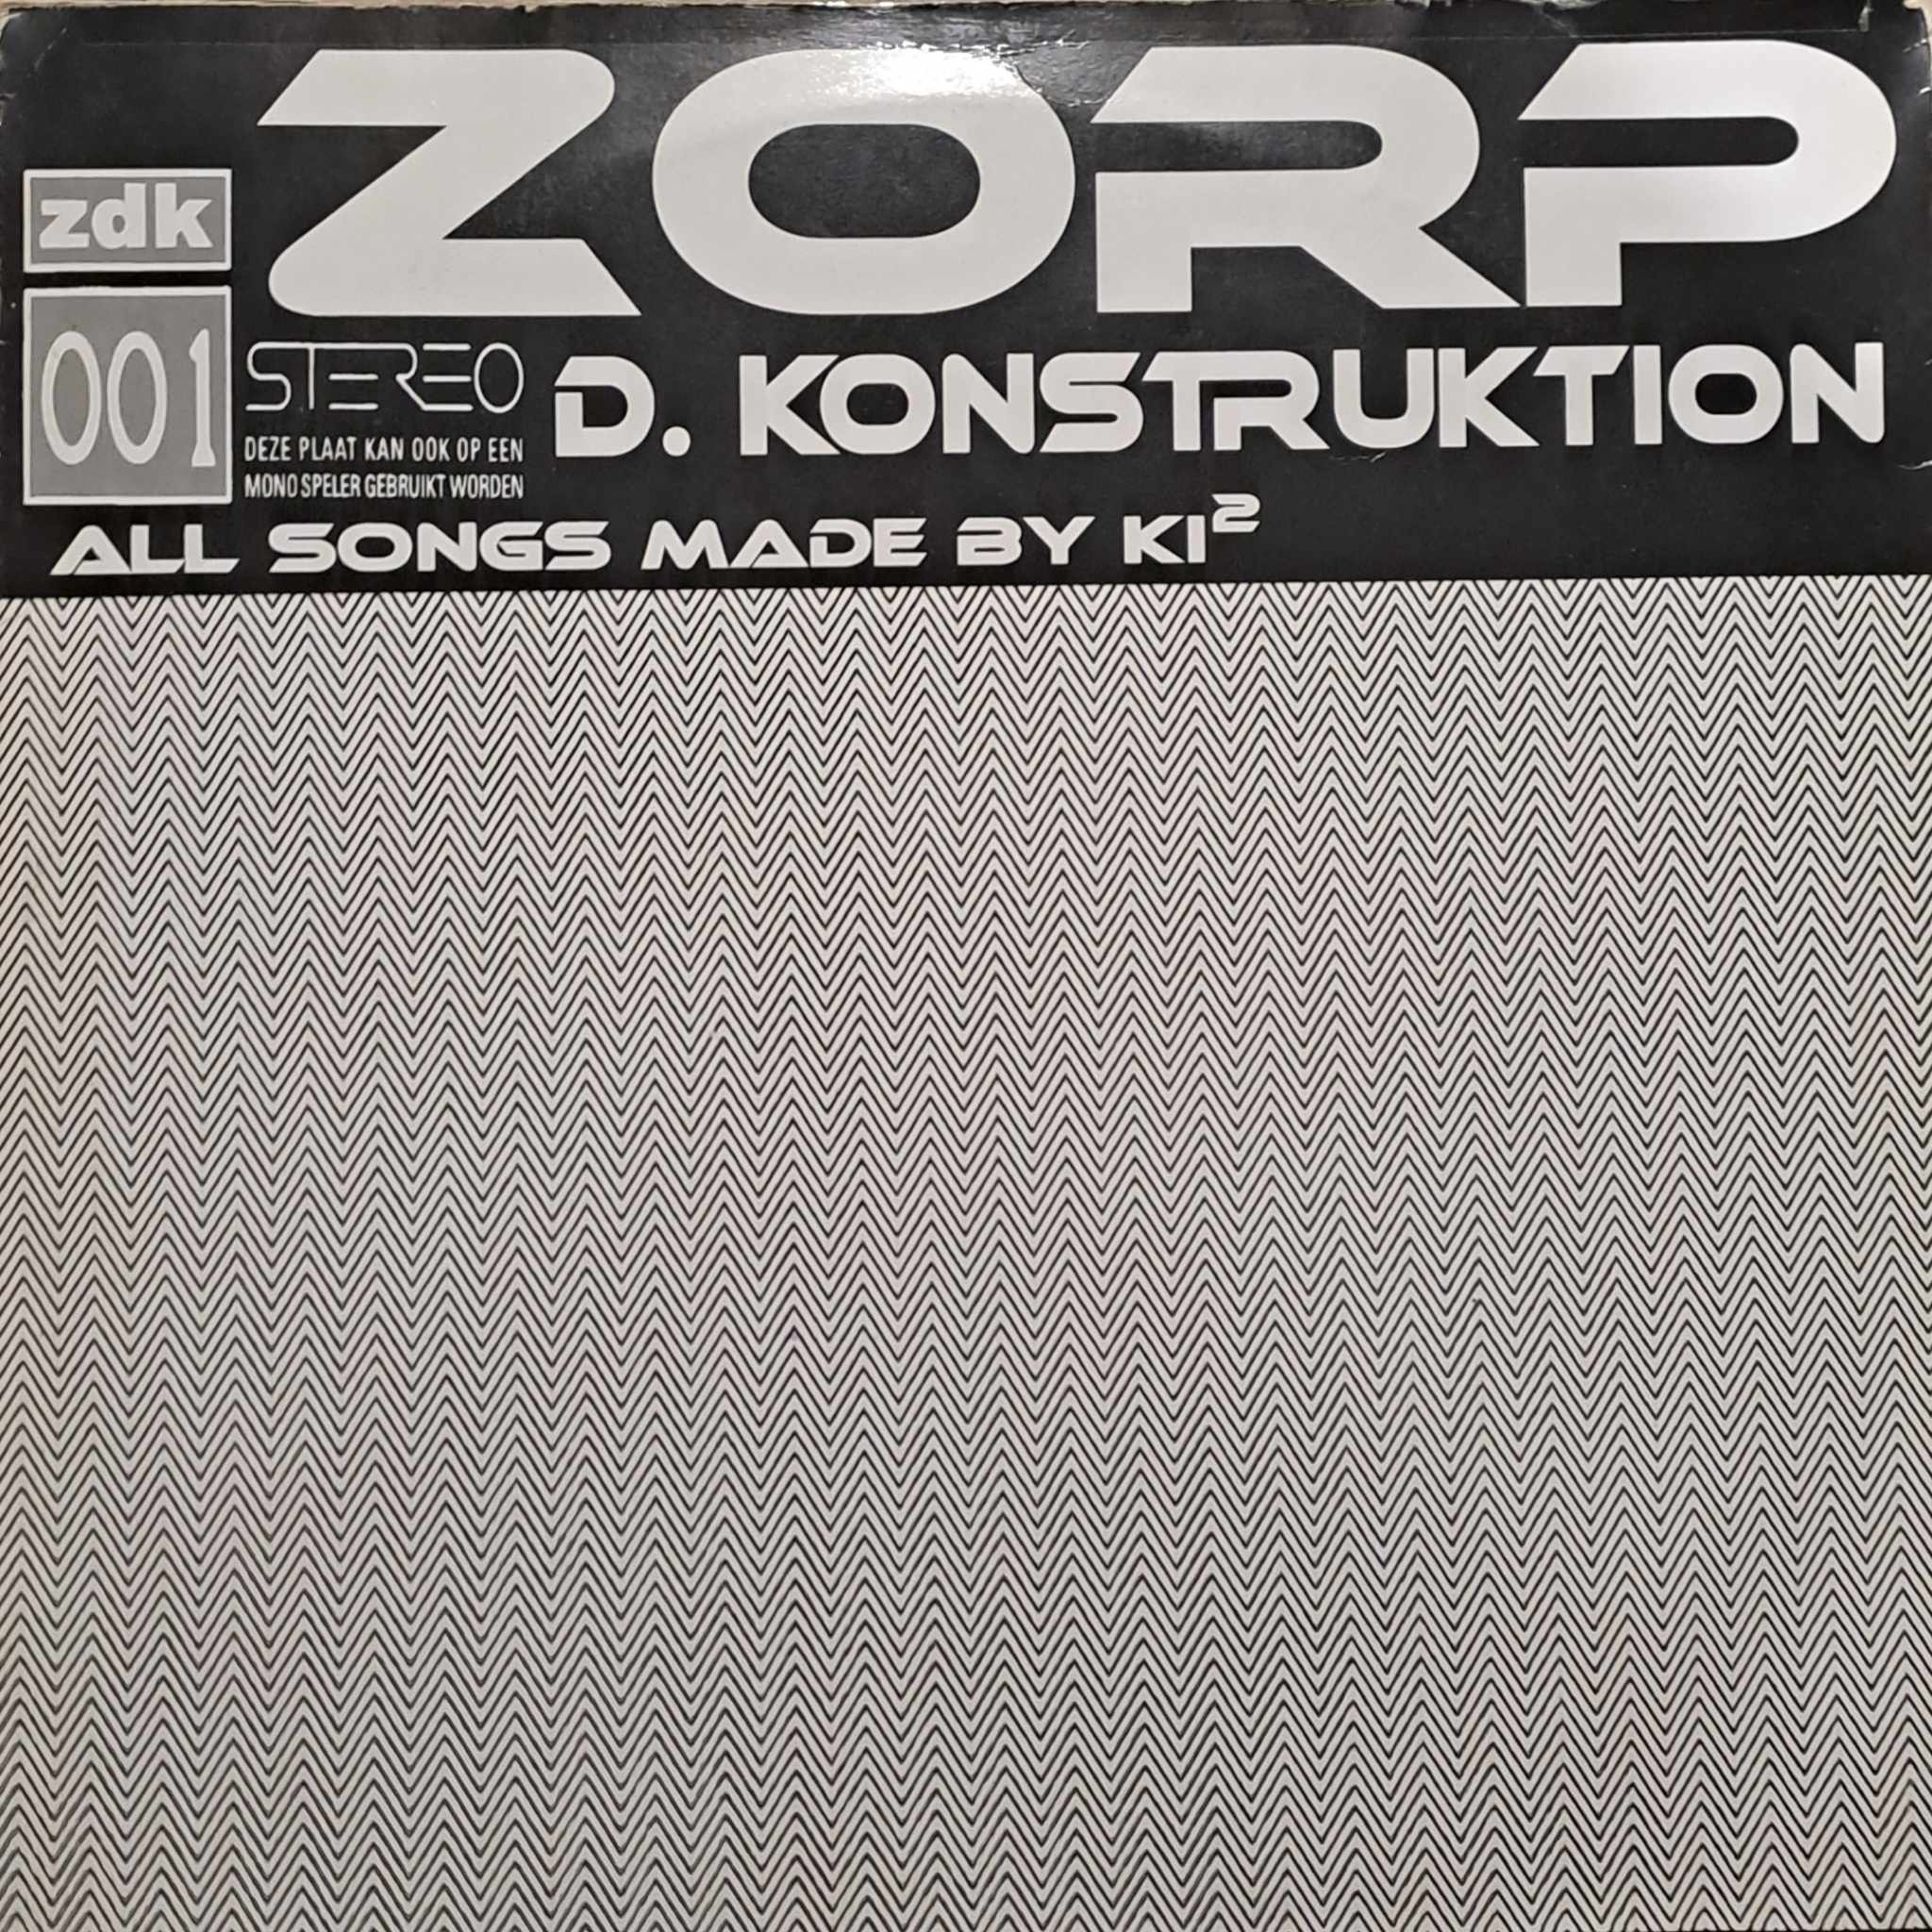 ZORP
zdk
001
STEREO
D. KONSTRUKTION
DEZE PLAAT KAN OOK OP EEN
MONO SPELER GEBRUIKT WORDEN
ALL SONGS MADE BY KI²